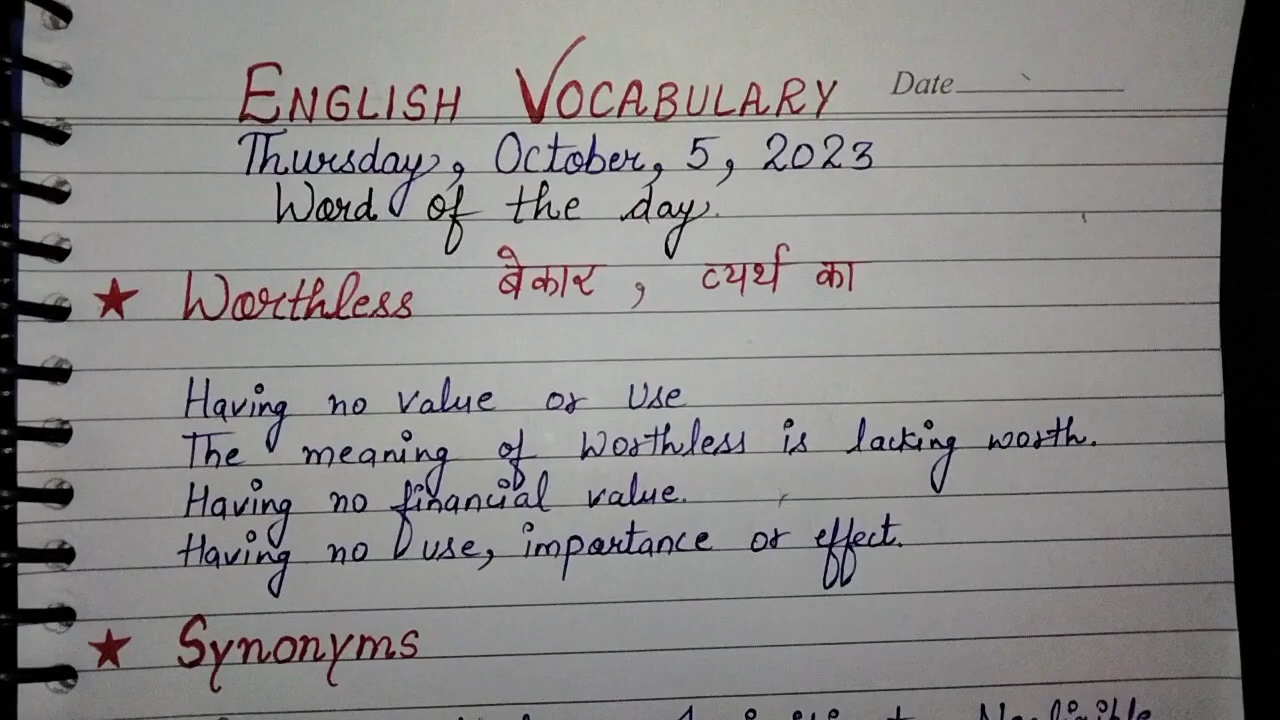 ENGLISH VOCABULARY Date
Thursday, October, 5, 2023
Word of the day.
★ Worthless बेकार, व्यर्थ का
Having no value or use
The meaning of worthless is lacking worth.
Having no financial value.
Having no use, importance or effect.
★ Synonyms
Negligible